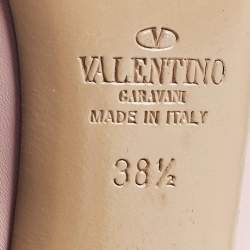 V
VALENTINO
GARAVANI
MADE IN ITALY
38½